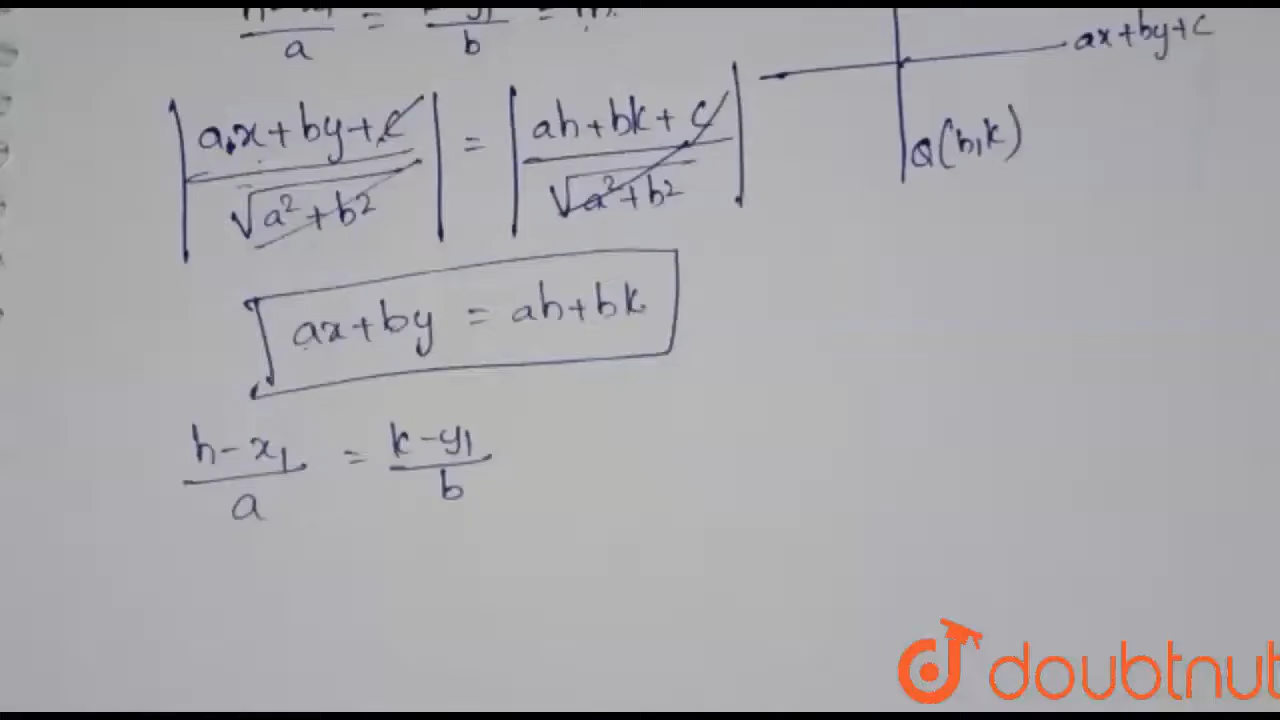 a = b =
ax+by+c
|ax+by+c / √a²+b²| = |ah+bk+c / √a²+b²|
Q(h,k)
ax+by = ah+bk
h-x₁ / a = k-y₁ / b
doubtnut